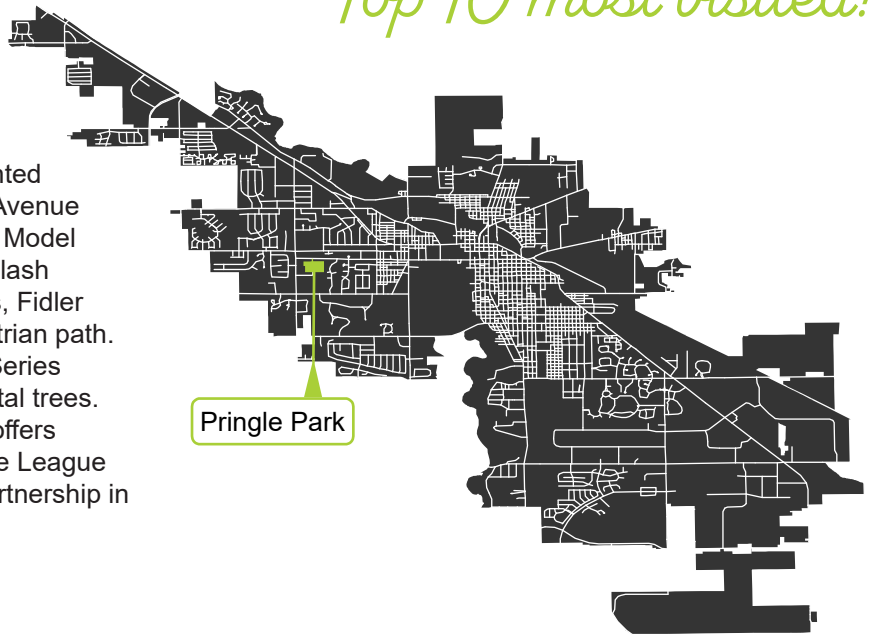 Top 10 most visited!
nted
Avenue
Model
lash
s, Fidler
trian path.
Series
tal trees.
offers
e League
rtnership in
Pringle Park